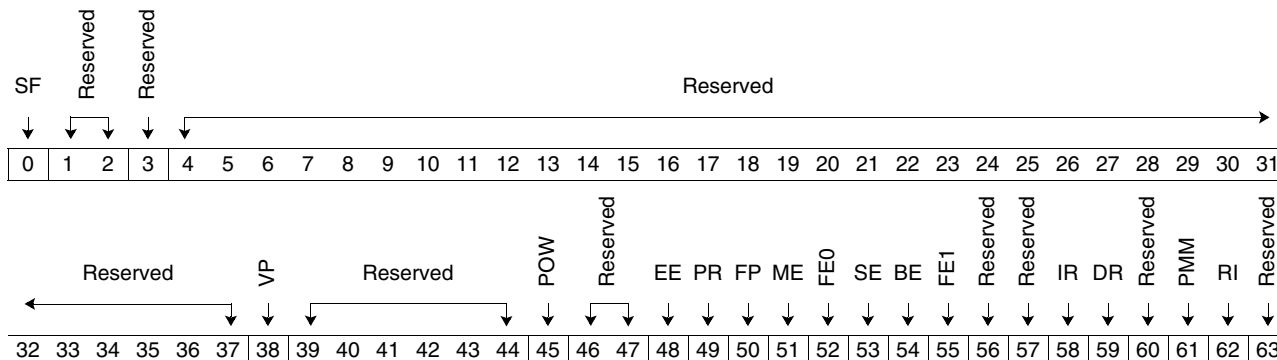 SF Reserved Reserved Reserved
0 1 2 3 4 5 6 7 8 9 10 11 12 13 14 15 16 17 18 19 20 21 22 23 24 25 26 27 28 29 30 31
Reserved VP Reserved POW Reserved EE PR FP ME FE0 SE BE FE1 Reserved Reserved IR DR Reserved PMM RI Reserved
32 33 34 35 36 37 38 39 40 41 42 43 44 45 46 47 48 49 50 51 52 53 54 55 56 57 58 59 60 61 62 63